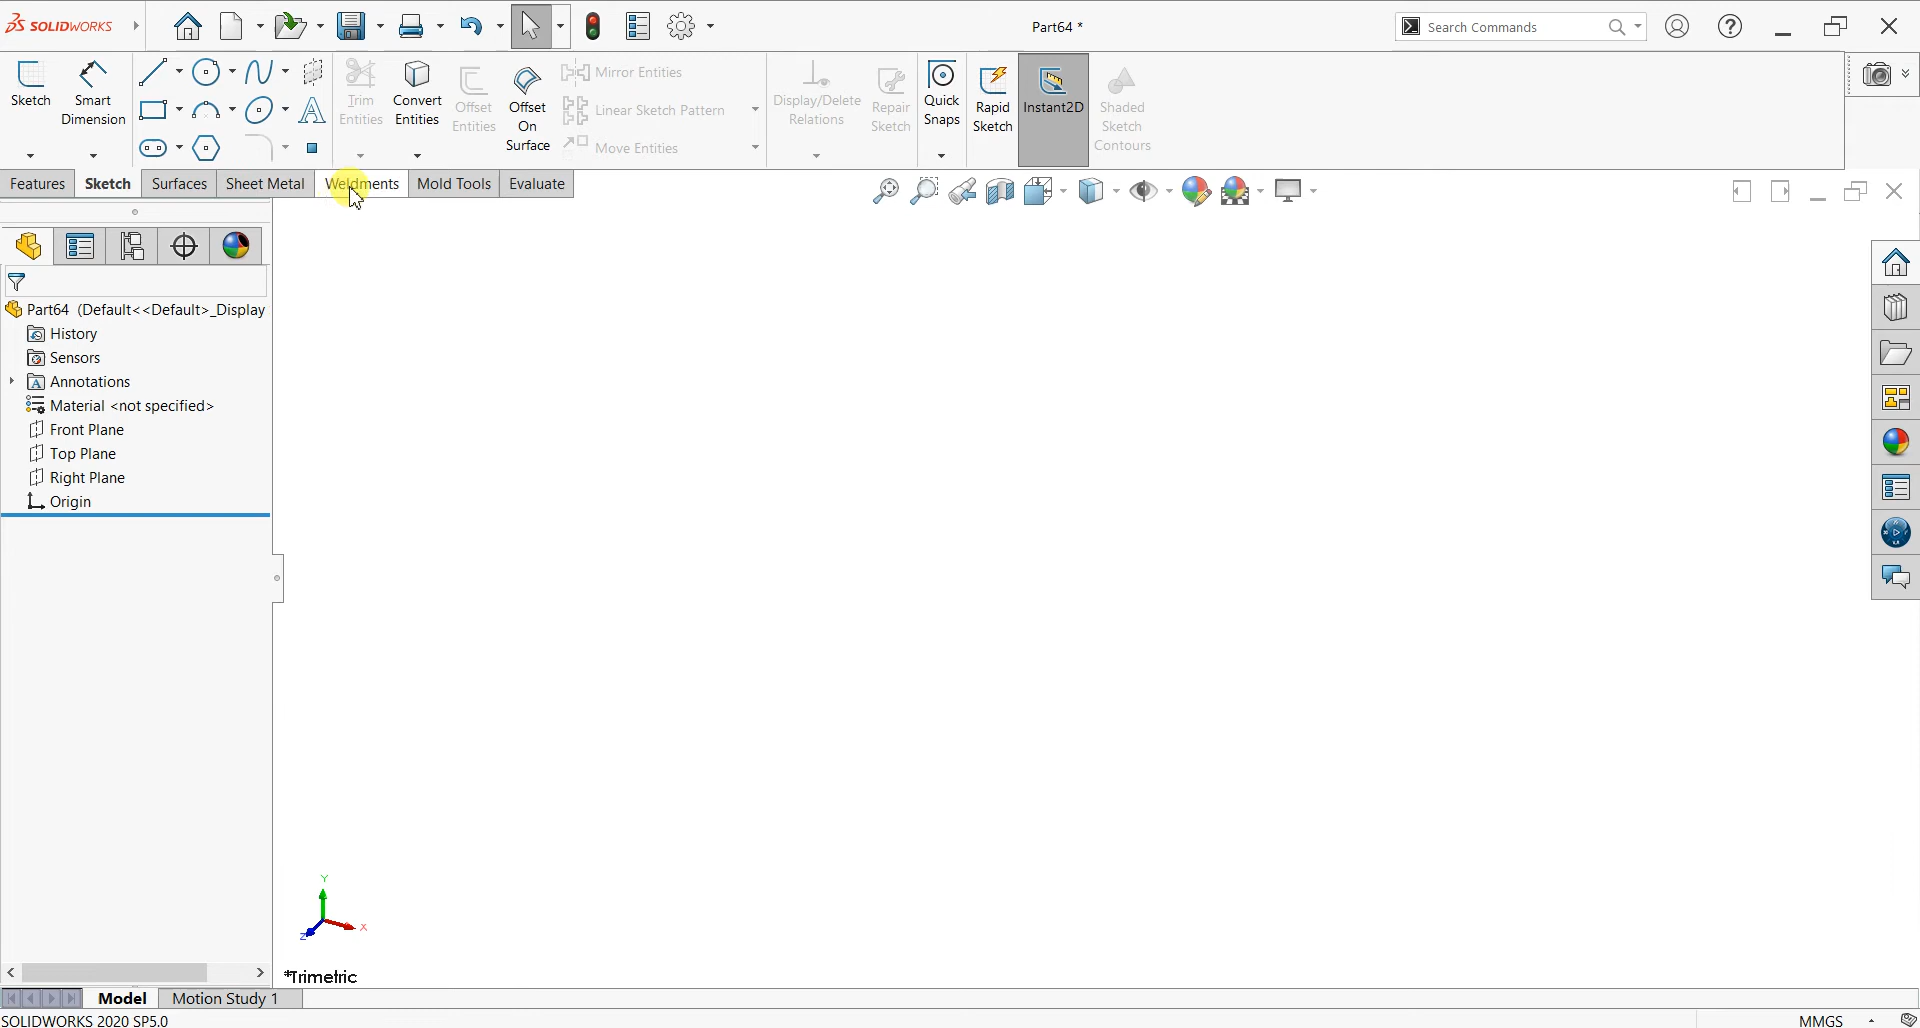 SOLIDWORKS
Part64 *
Search Commands
Sketch
Smart Dimension
Trim Entities
Convert Entities
Offset Entities
Offset On Surface
Mirror Entities
Linear Sketch Pattern
Move Entities
Display/Delete Relations
Repair Sketch
Quick Snaps
Rapid Sketch
Instant2D
Shaded Sketch Contours
Features
Sketch
Surfaces
Sheet Metal
Weldments
Mold Tools
Evaluate
Part64 (Default<<Default>_Display
History
Sensors
Annotations
Material <not specified>
Front Plane
Top Plane
Right Plane
Origin
Y
X
Z
*Trimetric
Model
Motion Study 1
SOLIDWORKS 2020 SP5.0
MMGS